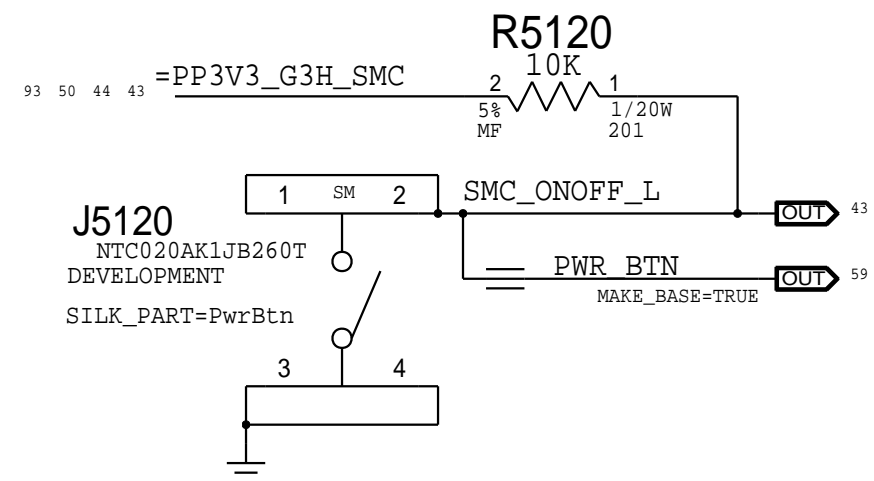 R5120
10K
=PP3V3_G3H_SMC
93 50 44 43
2
1
5%
MF
1/20W
201
1 SM 2
SMC_ONOFF_L
OUT 43
J5120
NTC020AK1JB260T
DEVELOPMENT
SILK_PART=PwrBtn
PWR_BTN
MAKE_BASE=TRUE
OUT 59
3 4